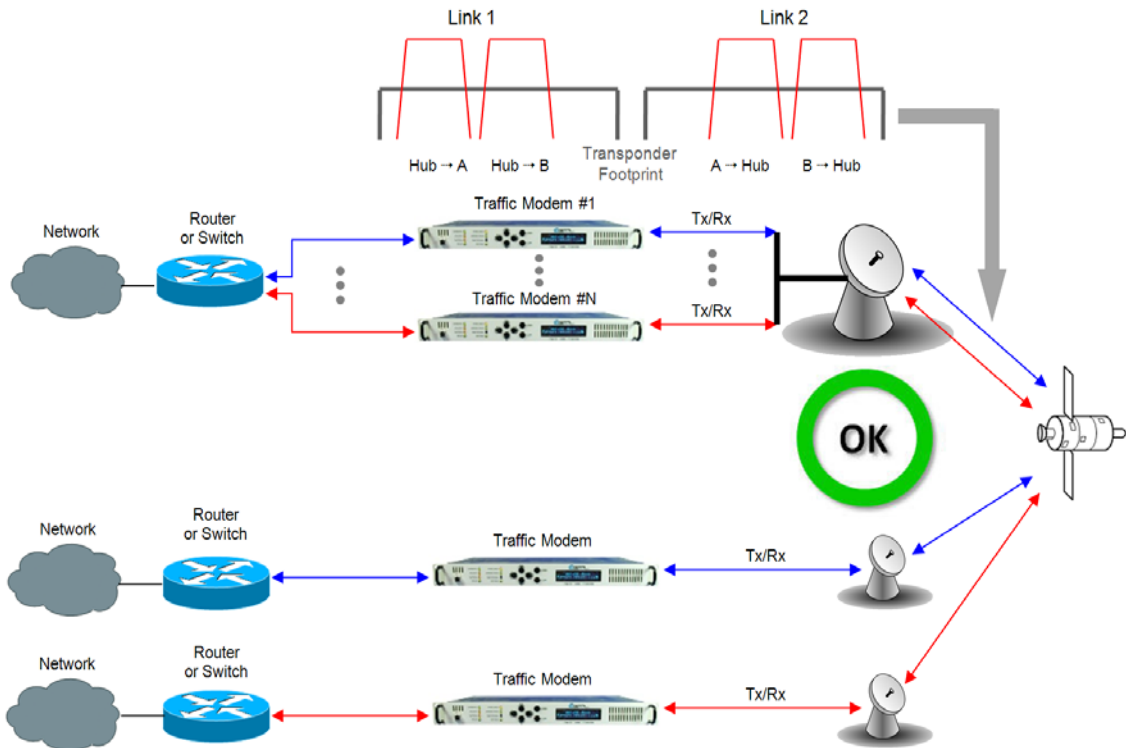 Link 1
Link 2
Hub → A
Hub → B
Transponder
Footprint
A → Hub
B → Hub
Network
Router
or Switch
Traffic Modem #1
Tx/Rx
Traffic Modem #N
Tx/Rx
OK
Network
Router
or Switch
Traffic Modem
Tx/Rx
Network
Router
or Switch
Traffic Modem
Tx/Rx